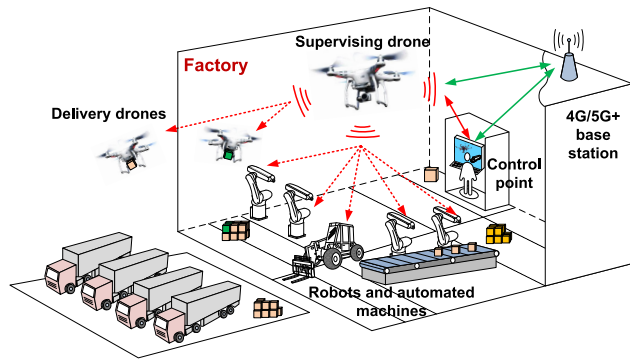 Supervising drone
Factory
Delivery drones
4G/5G+
base
station
Control
point
Robots and automated
machines